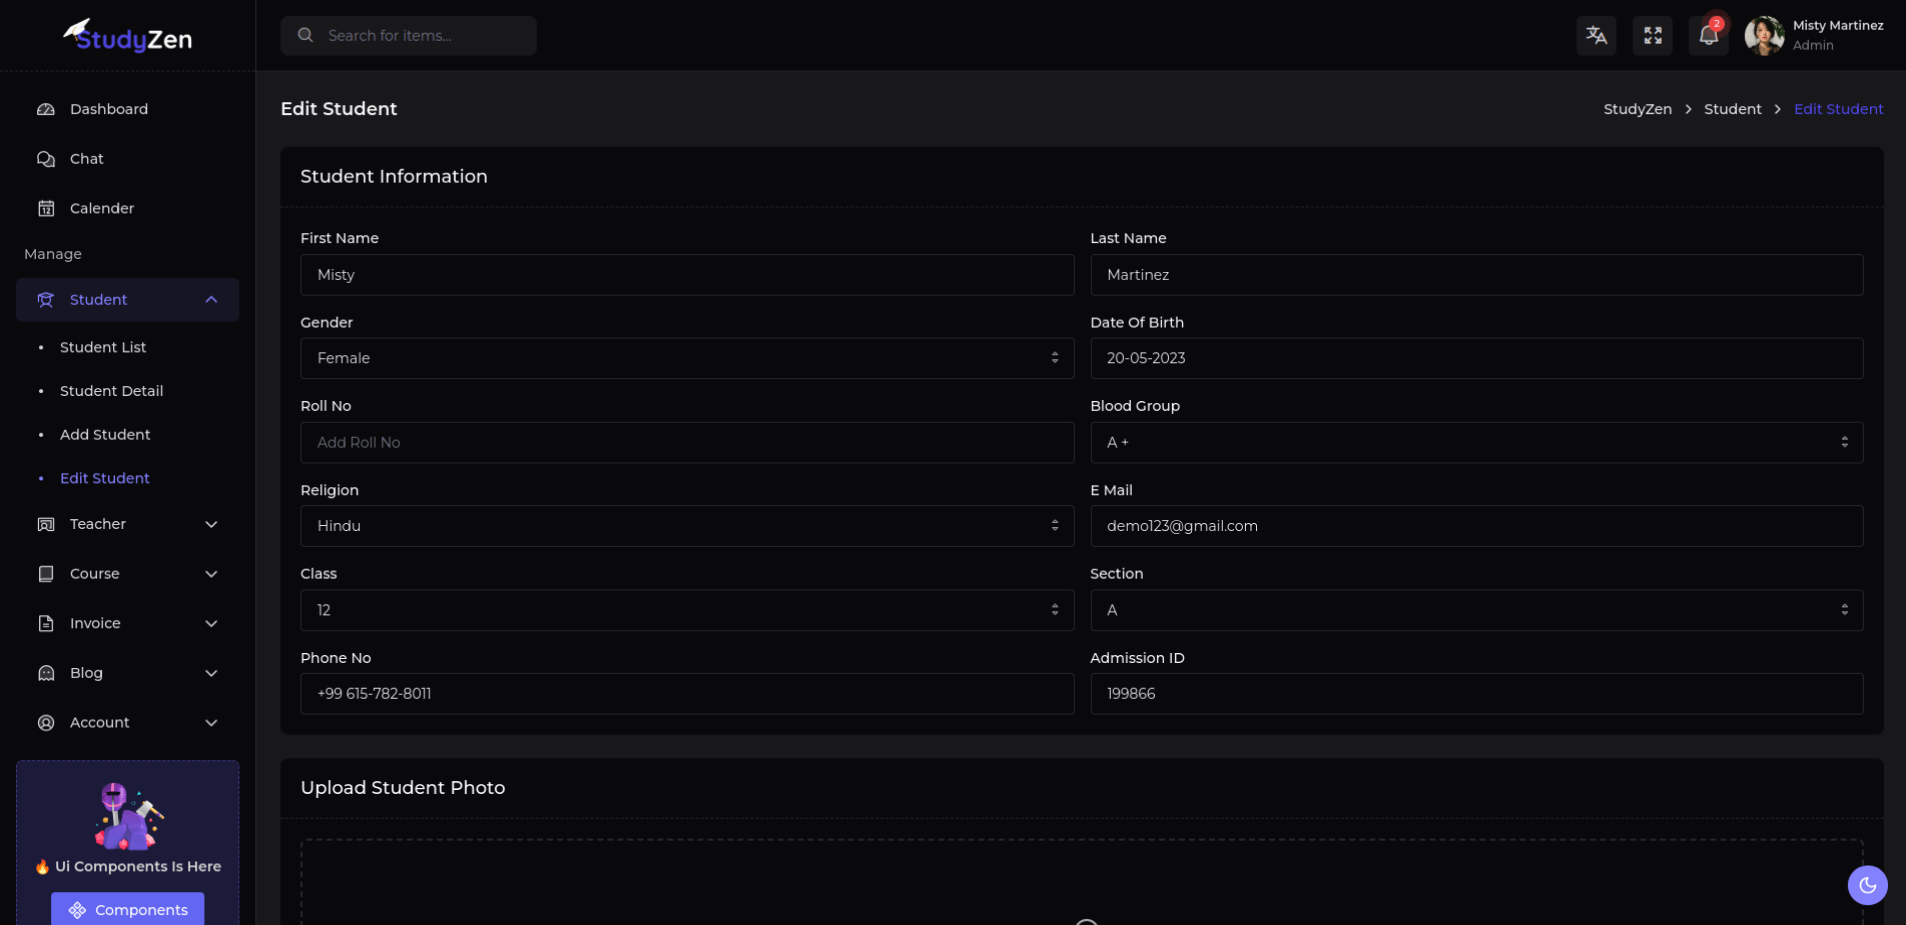 StudyZen
Search for items...
2
Misty Martinez
Admin
Dashboard
Chat
12
Calender
Manage
Student
Student List
Student Detail
Add Student
Edit Student
Teacher
Course
Invoice
Blog
Account
🔥 Ui Components Is Here
Components
Edit Student
StudyZen > Student > Edit Student
Student Information
First Name
Misty
Last Name
Martinez
Gender
Female
Date Of Birth
20-05-2023
Roll No
Add Roll No
Blood Group
A +
Religion
Hindu
E Mail
demo123@gmail.com
Class
12
Section
A
Phone No
+99 615-782-8011
Admission ID
199866
Upload Student Photo